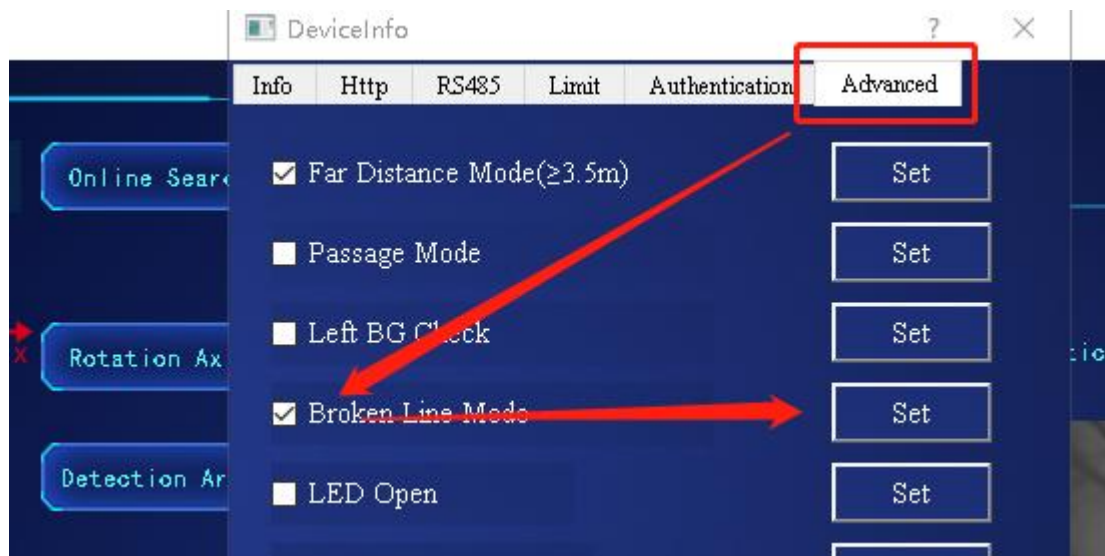 DeviceInfo ? ×
Info Http RS485 Limit Authentication Advanced
Online Sear
Far Distance Mode(≥3.5m) Set
Passage Mode Set
Left BG Check Set
x Rotation Ax
Broken Line Mode Set
Detection Ar
LED Open Set